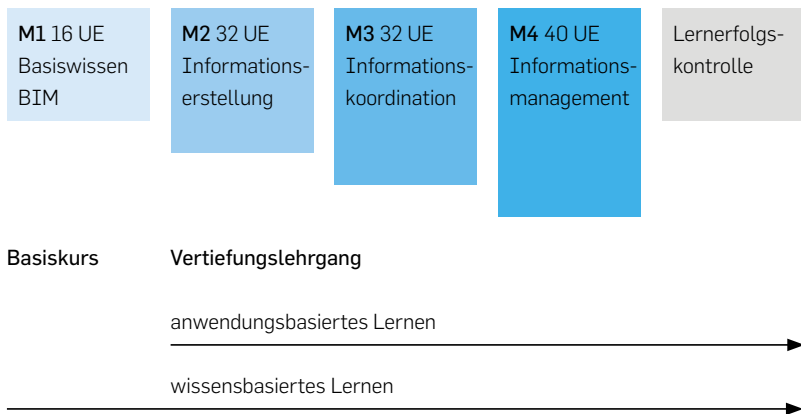 M1 16 UE
Basiswissen
BIM
M2 32 UE
Informations-
erstellung
M3 32 UE
Informations-
koordination
M4 40 UE
Informations-
management
Lernerfolgs-
kontrolle
Basiskurs
Vertiefungslehrgang
anwendungsbasiertes Lernen
wissensbasiertes Lernen